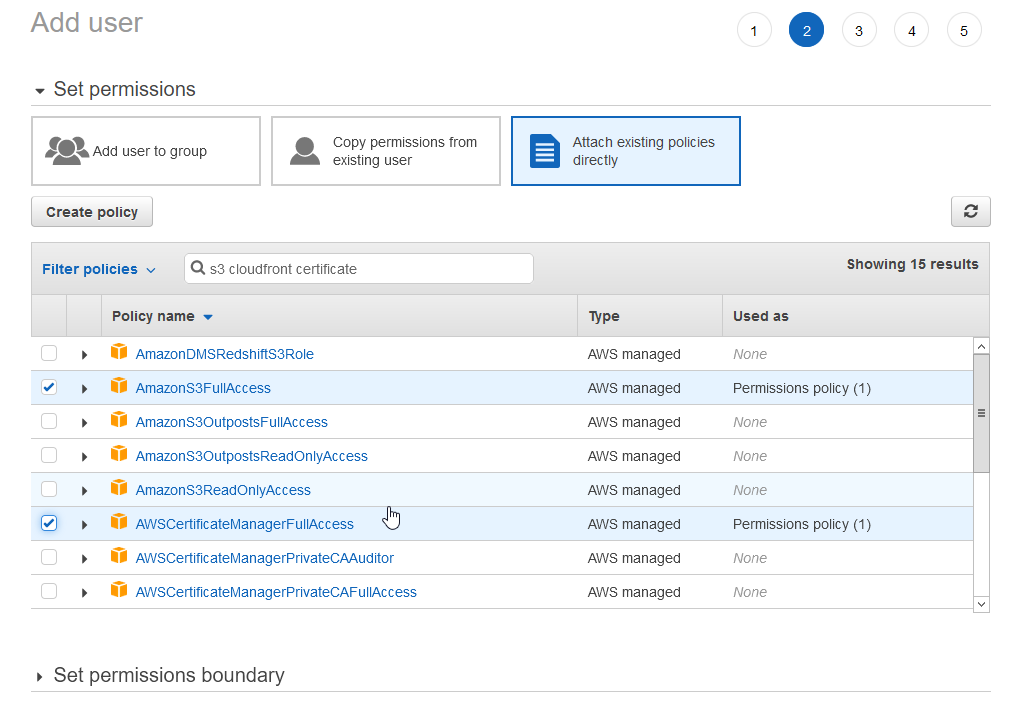 Add user
1 2 3 4 5
Set permissions
Add user to group
Copy permissions from
existing user
Attach existing policies
directly
Create policy
Filter policies
s3 cloudfront certificate
Showing 15 results
Policy name Type Used as
AmazonDMSRedshiftS3Role AWS managed None
AmazonS3FullAccess AWS managed Permissions policy (1)
AmazonS3OutpostsFullAccess AWS managed None
AmazonS3OutpostsReadOnlyAccess AWS managed None
AmazonS3ReadOnlyAccess AWS managed None
AWSCertificateManagerFullAccess AWS managed Permissions policy (1)
AWSCertificateManagerPrivateCAAuditor AWS managed None
AWSCertificateManagerPrivateCAFullAccess AWS managed None
Set permissions boundary